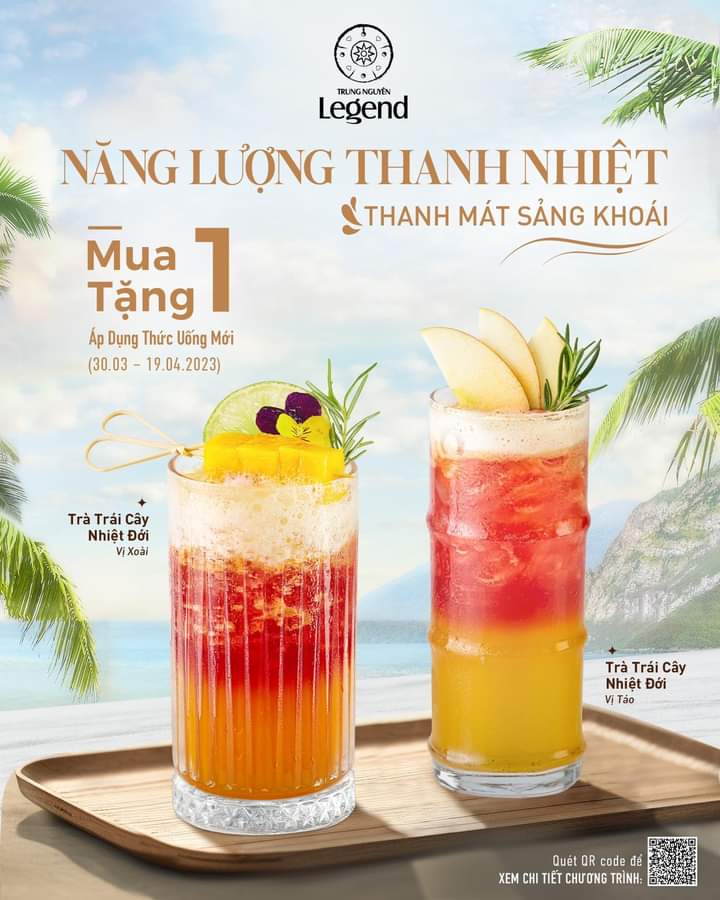 TRUNG NGUYÊN
Legend
NĂNG LƯỢNG THANH NHIỆT
THANH MÁT SẢNG KHOÁI
Mua 1
Tặng 1
Áp Dụng Thức Uống Mới
(30.03 – 19.04.2023)
Trà Trái Cây
Nhiệt Đới
Vị Xoài
Trà Trái Cây
Nhiệt Đới
Vị Táo
Quét QR code để
XEM CHI TIẾT CHƯƠNG TRÌNH: